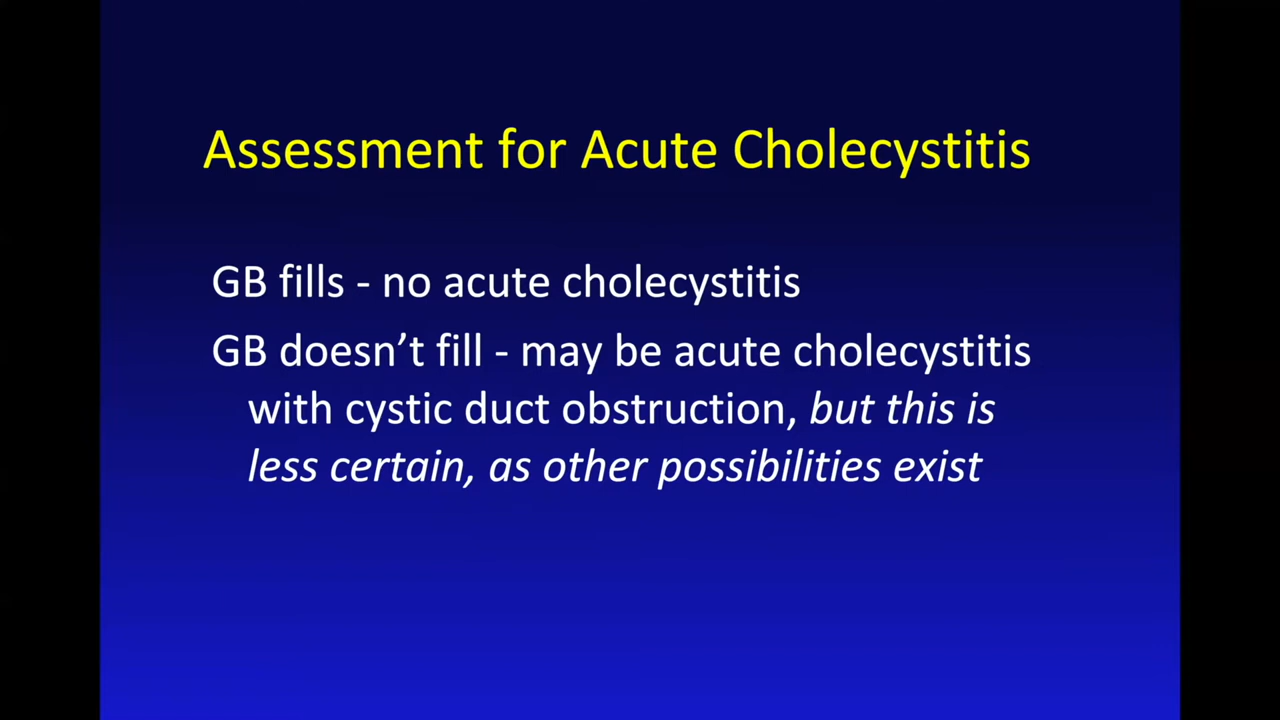 Assessment for Acute Cholecystitis
GB fills - no acute cholecystitis
GB doesn’t fill - may be acute cholecystitis
with cystic duct obstruction, but this is
less certain, as other possibilities exist